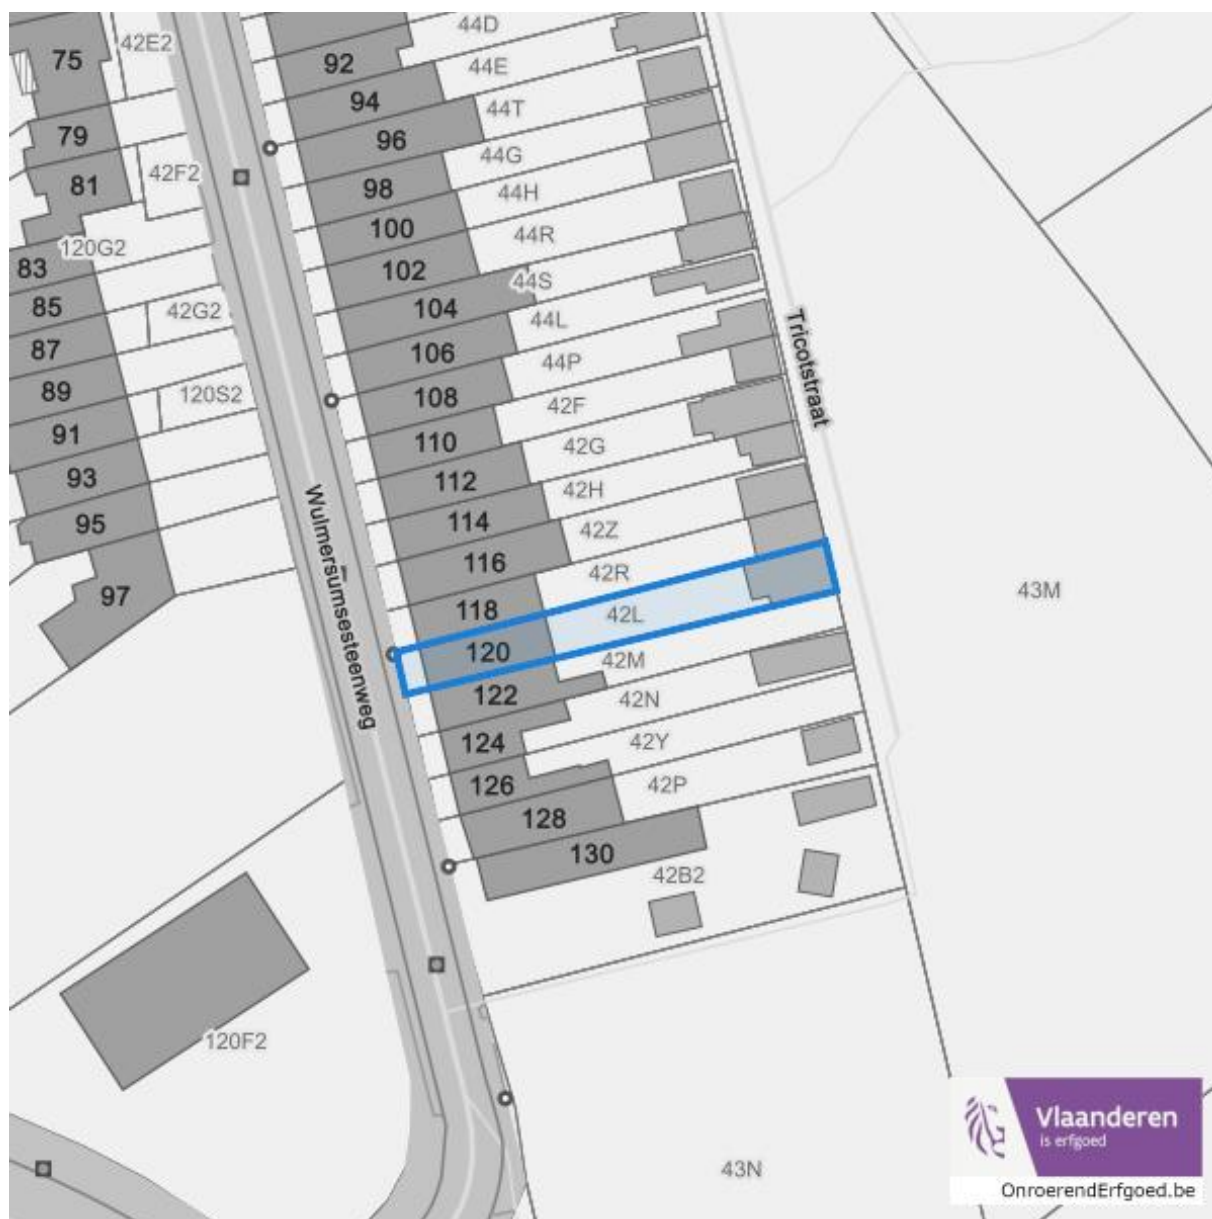 44D
42E2
75
92
44E
94
44T
79
96
44G
42F2
81
98
44H
100
44R
120G2
83
102
44S
85
42G2
104
44L
87
106
44P
89
120S2
108
42F
Tricotstraat
91
110
42G
93
112
42H
95
114
42Z
116
42R
97
118
42L
43M
120
42M
Wulmersumsesteenweg
122
42N
124
42Y
126
42P
128
130
42B2
120F2
43N
Vlaanderen
is erfgoed
OnroerendErfgoed.be